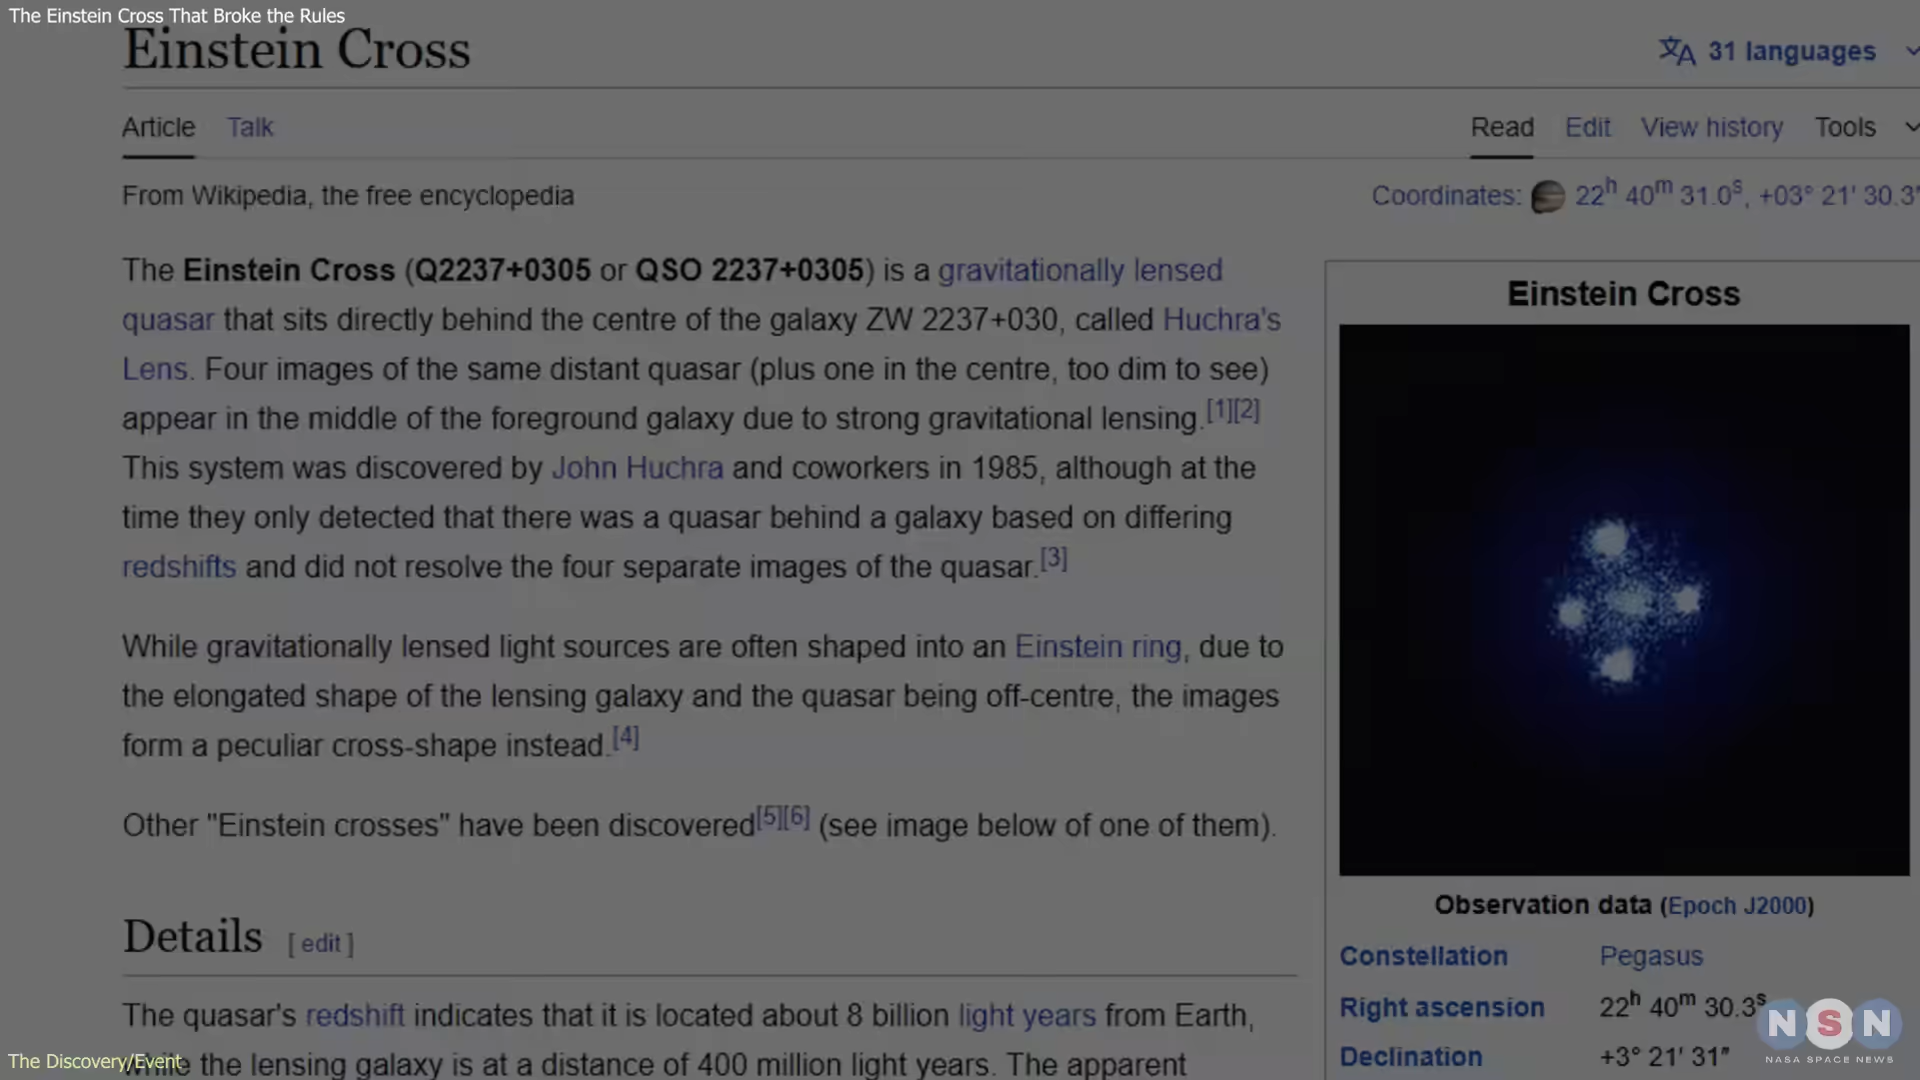 The Einstein Cross That Broke the Rules
Einstein Cross
31 languages
Article Talk
Read Edit View history Tools
From Wikipedia, the free encyclopedia
Coordinates: 22h 40m 31.0s, +03° 21′ 30.3″
The Einstein Cross (Q2237+0305 or QSO 2237+0305) is a gravitationally lensed
quasar that sits directly behind the centre of the galaxy ZW 2237+030, called Huchra's
Lens. Four images of the same distant quasar (plus one in the centre, too dim to see)
appear in the middle of the foreground galaxy due to strong gravitational lensing.[1][2]
This system was discovered by John Huchra and coworkers in 1985, although at the
time they only detected that there was a quasar behind a galaxy based on differing
redshifts and did not resolve the four separate images of the quasar.[3]
While gravitationally lensed light sources are often shaped into an Einstein ring, due to
the elongated shape of the lensing galaxy and the quasar being off-centre, the images
form a peculiar cross-shape instead.[4]
Other "Einstein crosses" have been discovered[5][6] (see image below of one of them).
Details [ edit ]
The quasar's redshift indicates that it is located about 8 billion light years from Earth,
while the lensing galaxy is at a distance of 400 million light years. The apparent
Einstein Cross
Observation data (Epoch J2000)
Constellation Pegasus
Right ascension 22h 40m 30.3s
Declination +3° 21′ 31″
The Discovery/Event
NSN
NASA SPACE NEWS